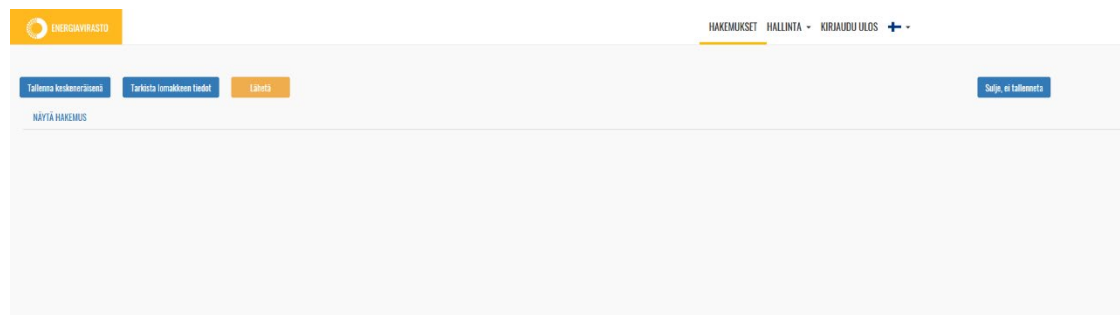 ENERGIAVIRASTO HAKEMUKSET HALLINTA KIRJAUDU ULOS
Tallenna keskeneräisenä Tarkista lomakkeen tiedot Lähetä Sulje, ei tallenneta
NÄYTÄ HAKEMUS